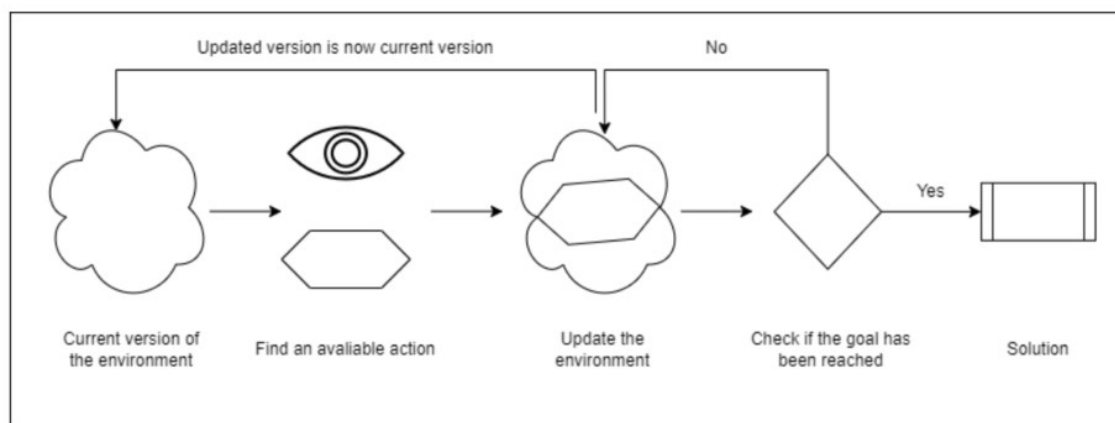 Updated version is now current version
No
Yes
Current version of
the environment
Find an avaliable action
Update the
environment
Check if the goal has
been reached
Solution